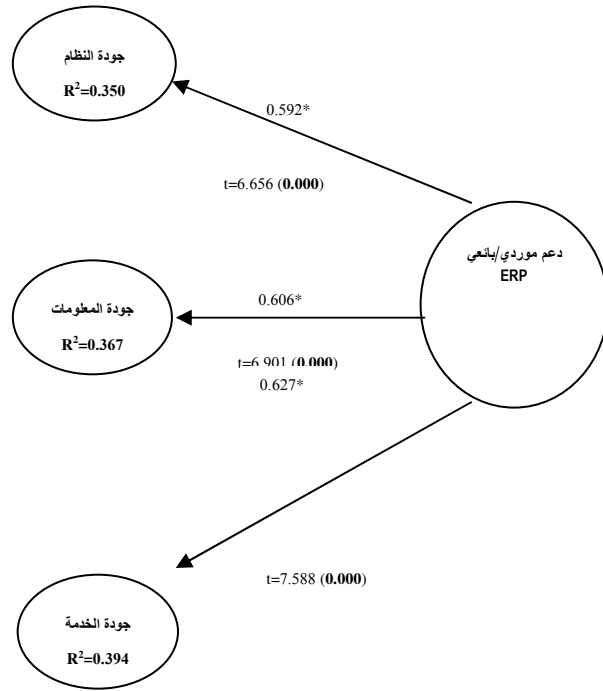 جودة النظام
R²=0.350
0.592*
t=6.656 (0.000)
دعم موردي/بائعي
ERP
جودة المعلومات
R²=0.367
0.606*
t=6.901 (0.000)
0.627*
t=7.588 (0.000)
جودة الخدمة
R²=0.394